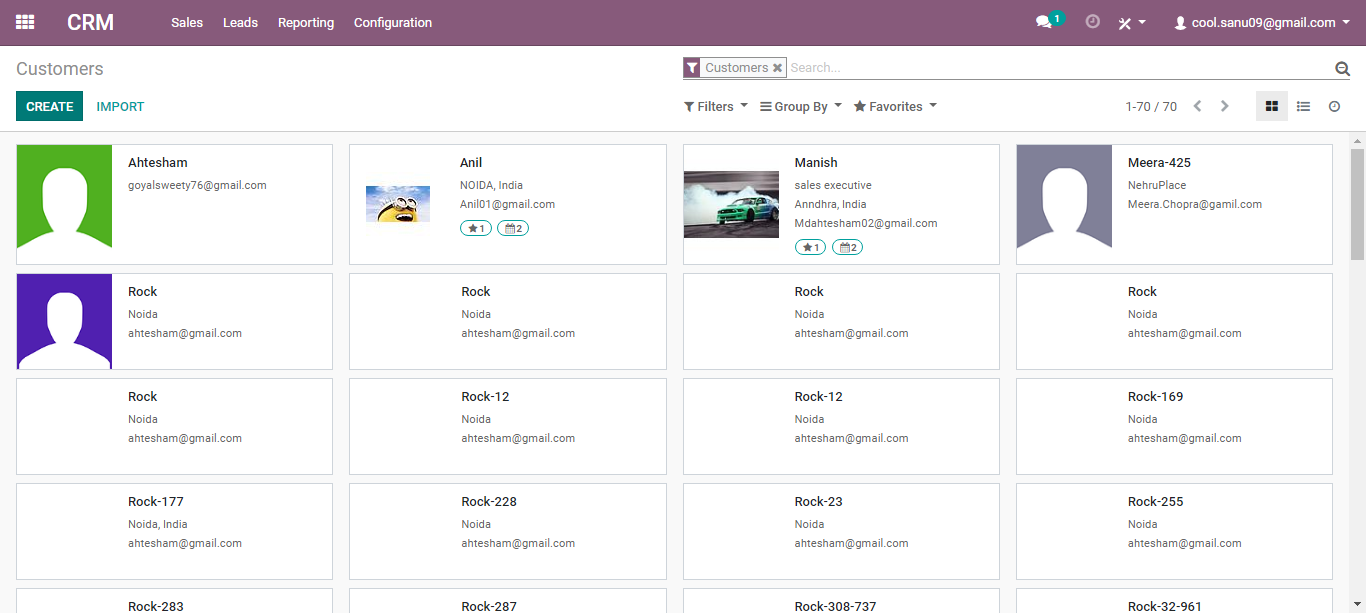 CRM Sales Leads Reporting Configuration 1 cool.sanu09@gmail.com
Customers
Customers Search...
CREATE IMPORT
Filters Group By Favorites 1-70 / 70
Ahtesham
goyalsweety76@gmail.com
Anil
NOIDA, India
Anil01@gmail.com
1 2
Manish
sales executive
Anndhra, India
Mdahtesham02@gmail.com
1 2
Meera-425
NehruPlace
Meera.Chopra@gamil.com
Rock
Noida
ahtesham@gmail.com
Rock
Noida
ahtesham@gmail.com
Rock
Noida
ahtesham@gmail.com
Rock
Noida
ahtesham@gmail.com
Rock
Noida
ahtesham@gmail.com
Rock-12
Noida
ahtesham@gmail.com
Rock-12
Noida
ahtesham@gmail.com
Rock-169
Noida
ahtesham@gmail.com
Rock-177
Noida, India
ahtesham@gmail.com
Rock-228
Noida
ahtesham@gmail.com
Rock-23
Noida
ahtesham@gmail.com
Rock-255
Noida
ahtesham@gmail.com
Rock-283
Rock-287
Rock-308-737
Rock-32-961